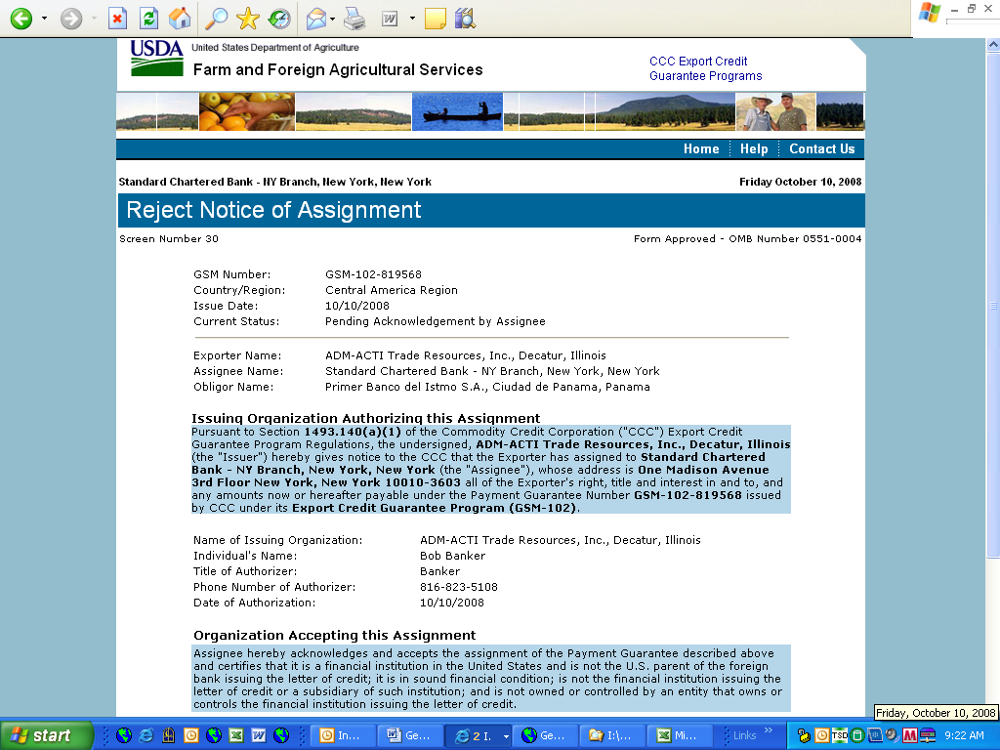 USDA United States Department of Agriculture
Farm and Foreign Agricultural Services
CCC Export Credit
Guarantee Programs
Home Help Contact Us
Standard Chartered Bank - NY Branch, New York, New York Friday October 10, 2008
Reject Notice of Assignment
Screen Number 30 Form Approved - OMB Number 0551-0004
GSM Number: GSM-102-819568
Country/Region: Central America Region
Issue Date: 10/10/2008
Current Status: Pending Acknowledgement by Assignee
Exporter Name: ADM-ACTI Trade Resources, Inc., Decatur, Illinois
Assignee Name: Standard Chartered Bank - NY Branch, New York, New York
Obligor Name: Primer Banco del Istmo S.A., Ciudad de Panama, Panama
Issuing Organization Authorizing this Assignment
Pursuant to Section 1493.140(a)(1) of the Commodity Credit Corporation ("CCC") Export Credit
Guarantee Program Regulations, the undersigned, ADM-ACTI Trade Resources, Inc., Decatur, Illinois
(the "Issuer") hereby gives notice to the CCC that the Exporter has assigned to Standard Chartered
Bank - NY Branch, New York, New York (the "Assignee"), whose address is One Madison Avenue
3rd Floor New York, New York 10010-3603 all of the Exporter's right, title and interest in and to, and
any amounts now or hereafter payable under the Payment Guarantee Number GSM-102-819568 issued
by CCC under its Export Credit Guarantee Program (GSM-102).
Name of Issuing Organization: ADM-ACTI Trade Resources, Inc., Decatur, Illinois
Individual's Name: Bob Banker
Title of Authorizer: Banker
Phone Number of Authorizer: 816-823-5108
Date of Authorization: 10/10/2008
Organization Accepting this Assignment
Assignee hereby acknowledges and accepts the assignment of the Payment Guarantee described above
and certifies that it is a financial institution in the United States and is not the U.S. parent of the foreign
bank issuing the letter of credit; it is in sound financial condition; is not the financial institution issuing the
letter of credit or a subsidiary of such institution; and is not owned or controlled by an entity that owns or
controls the financial institution issuing the letter of credit.
Friday, October 10, 2008
start In... Ge... 2 I. Ge... I:\... Mi... Links » TSD 9:22 AM